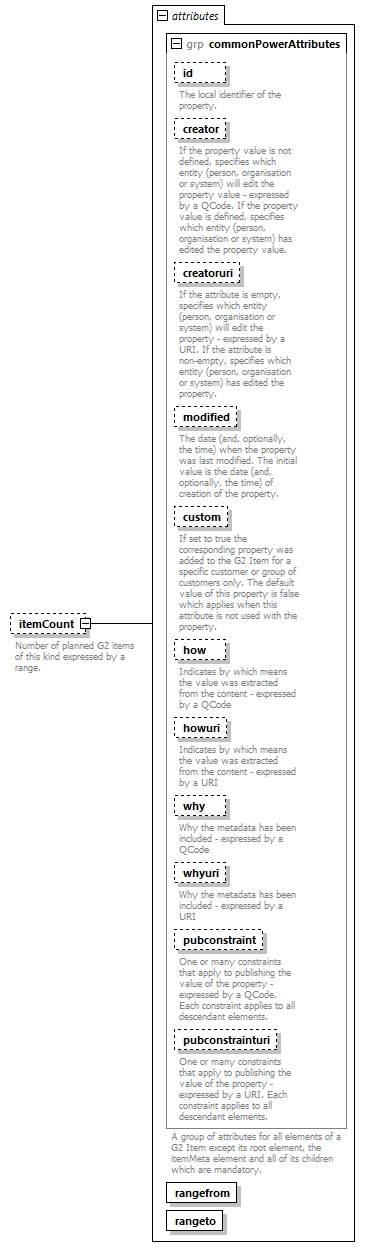 attributes
grp commonPowerAttributes
id
The local identifier of the
property.
creator
If the property value is not
defined, specifies which
entity (person, organisation
or system) will edit the
property value - expressed
by a QCode. If the property
value is defined, specifies
which entity (person,
organisation or system) has
edited the property value.
creatoruri
If the attribute is empty,
specifies which entity
(person, organisation or
system) will edit the
property - expressed by a
URI. If the attribute is
non-empty, specifies which
entity (person, organisation
or system) has edited the
property.
modified
The date (and, optionally,
the time) when the property
was last modified. The initial
value is the date (and,
optionally, the time) of
creation of the property.
custom
If set to true the
corresponding property was
added to the G2 Item for a
specific customer or group of
customers only. The default
value of this property is false
which applies when this
attribute is not used with the
property.
itemCount
Number of planned G2 items
of this kind expressed by a
range.
how
Indicates by which means
the value was extracted
from the content - expressed
by a QCode
howuri
Indicates by which means
the value was extracted
from the content - expressed
by a URI
why
Why the metadata has been
included - expressed by a
QCode
whyuri
Why the metadata has been
included - expressed by a
URI
pubconstraint
One or many constraints
that apply to publishing the
value of the property -
expressed by a QCode.
Each constraint applies to all
descendant elements.
pubconstrainturi
One or many constraints
that apply to publishing the
value of the property -
expressed by a URI. Each
constraint applies to all
descendant elements.
A group of attributes for all elements of a
G2 Item except its root element, the
itemMeta element and all of its children
which are mandatory.
rangefrom
rangeto